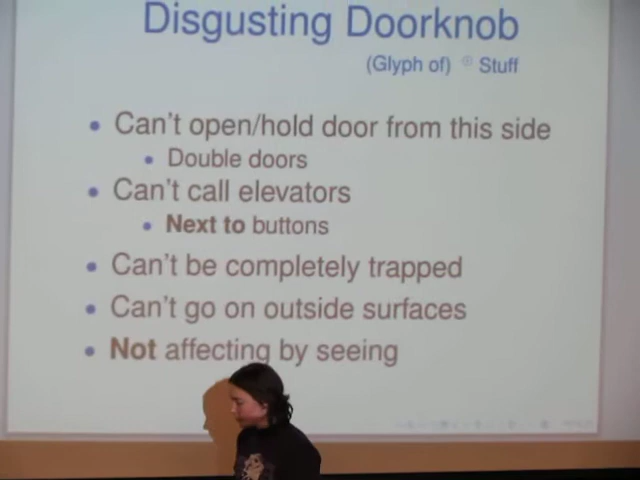 Disgusting Doorknob
(Glyph of) Stuff
• Can't open/hold door from this side
• Double doors
• Can't call elevators
• Next to buttons
• Can't be completely trapped
• Can't go on outside surfaces
• Not affecting by seeing